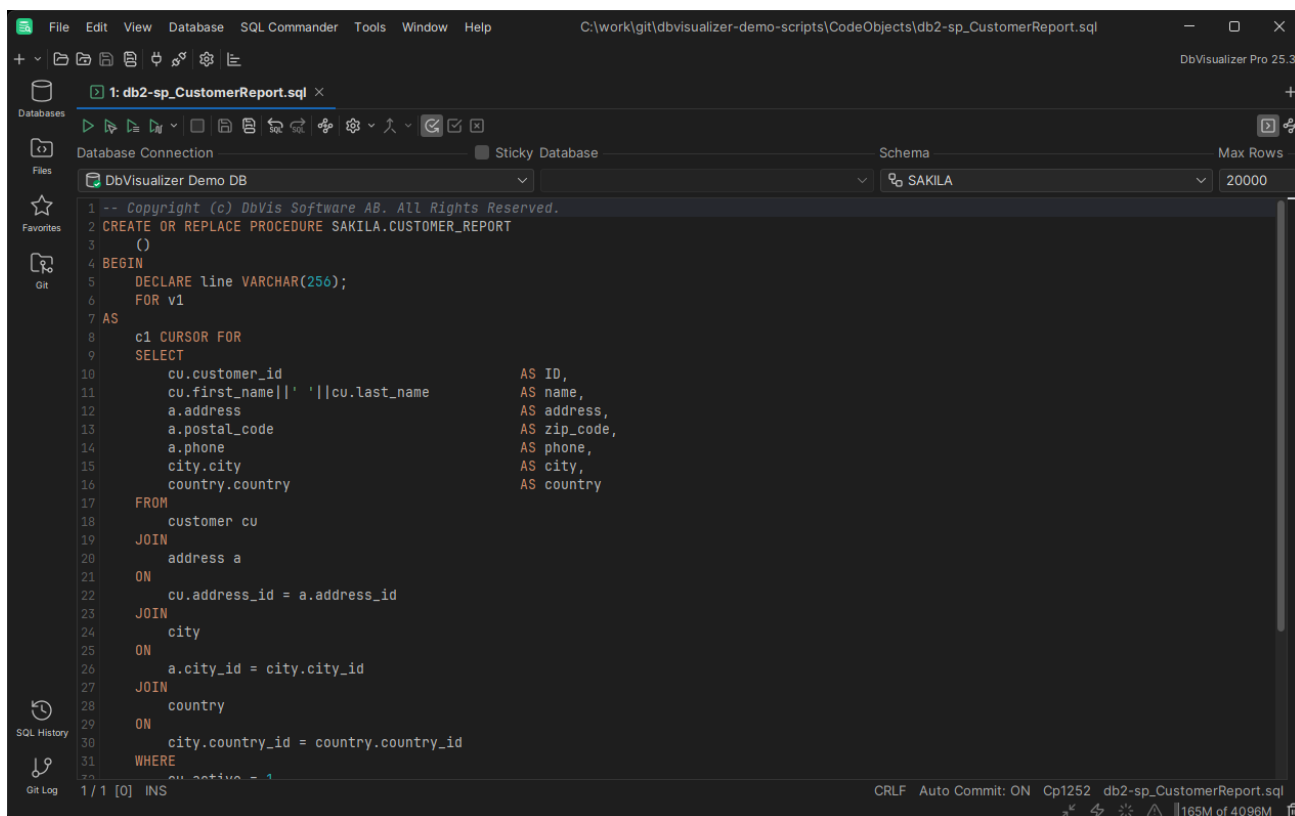 File Edit View Database SQL Commander Tools Window Help C:\work\git\dbvisualizer-demo-scripts\CodeObjects\db2-sp_CustomerReport.sql
DbVisualizer Pro 25.3
Databases
1: db2-sp_CustomerReport.sql
Files
Database Connection Sticky Database Schema Max Rows
DbVisualizer Demo DB SAKILA 20000
Favorites
Git
1 -- Copyright (c) DbVis Software AB. All Rights Reserved.
2 CREATE OR REPLACE PROCEDURE SAKILA.CUSTOMER_REPORT
3     ()
4 BEGIN
5     DECLARE line VARCHAR(256);
6     FOR v1
7 AS
8     c1 CURSOR FOR
9     SELECT
10         cu.customer_id                             AS ID,
11         cu.first_name||' '||cu.last_name           AS name,
12         a.address                                  AS address,
13         a.postal_code                              AS zip_code,
14         a.phone                                    AS phone,
15         city.city                                  AS city,
16         country.country                            AS country
17     FROM
18         customer cu
19     JOIN
20         address a
21     ON
22         cu.address_id = a.address_id
23     JOIN
24         city
25     ON
26         a.city_id = city.city_id
27     JOIN
28         country
29     ON
30         city.country_id = country.country_id
31     WHERE
32         cu.active = 1
SQL History
Git Log
1 / 1 [0] INS CRLF Auto Commit: ON Cp1252 db2-sp_CustomerReport.sql
165M of 4096M